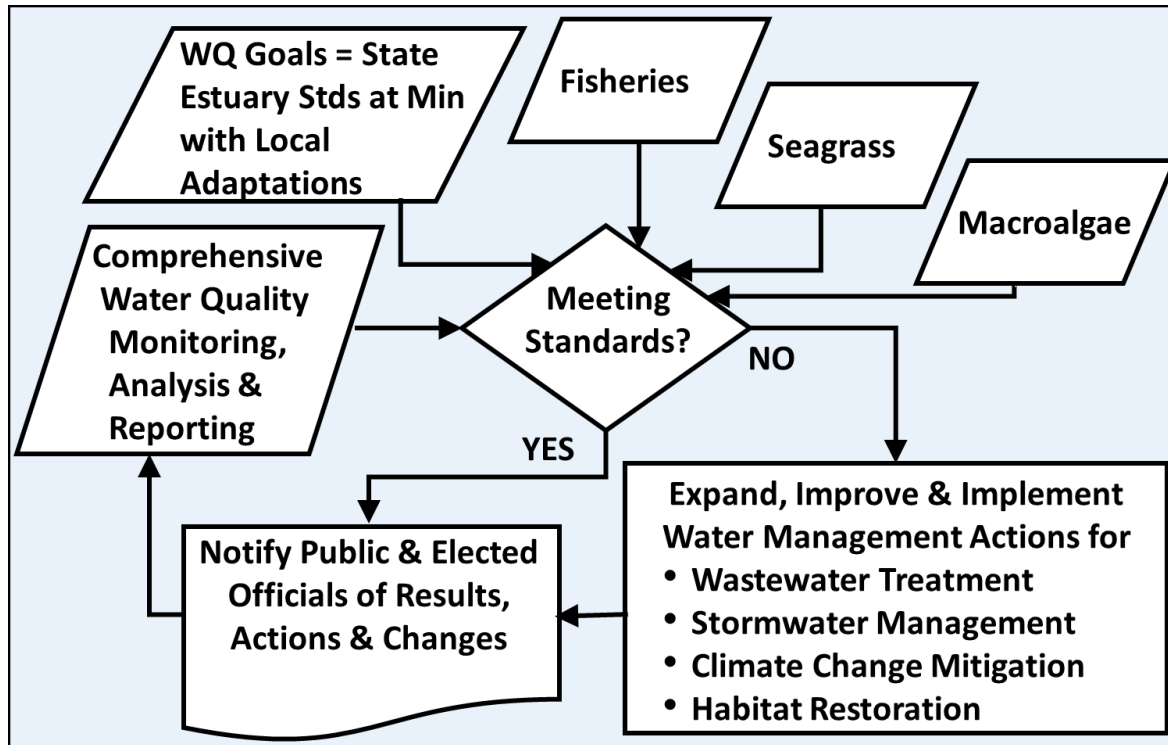 WQ Goals = State
Estuary Stds at Min
with Local
Adaptations
Fisheries
Seagrass
Macroalgae
Comprehensive
Water Quality
Monitoring,
Analysis &
Reporting
Meeting
Standards?
NO
YES
Expand, Improve & Implement
Water Management Actions for
• Wastewater Treatment
• Stormwater Management
• Climate Change Mitigation
• Habitat Restoration
Notify Public & Elected
Officials of Results,
Actions & Changes